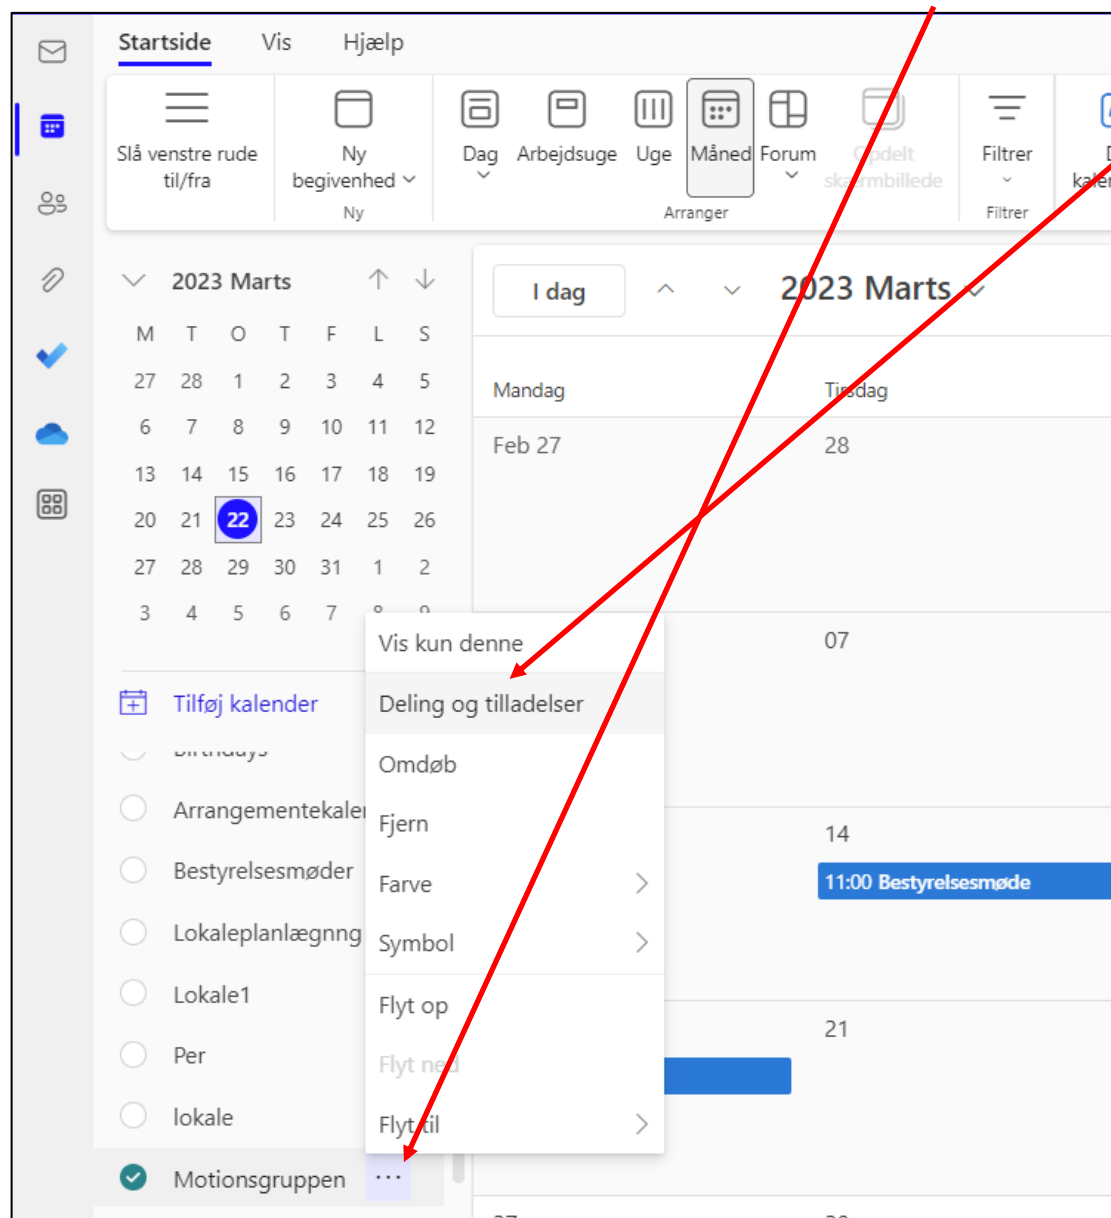 Startside Vis Hjælp
Slå venstre rude
til/fra
Ny
begivenhed
Ny
Dag Arbejdsuge Uge Måned Forum Opdelt
skærmbillede
Arranger
Filtrer
Filtrer
2023 Marts
M T O T F L S
27 28 1 2 3 4 5
6 7 8 9 10 11 12
13 14 15 16 17 18 19
20 21 22 23 24 25 26
27 28 29 30 31 1 2
3 4 5 6 7 8 9
I dag 2023 Marts
Mandag Tirsdag
Feb 27 28
07
14
11:00 Bestyrelsesmøde
21
Tilføj kalender
Birthdays
Arrangementekalen
Bestyrelsesmøder
Lokaleplanlægnng
Lokale1
Per
lokale
Motionsgruppen ...
Vis kun denne
Deling og tilladelser
Omdøb
Fjern
Farve
Symbol
Flyt op
Flyt ned
Flyt til